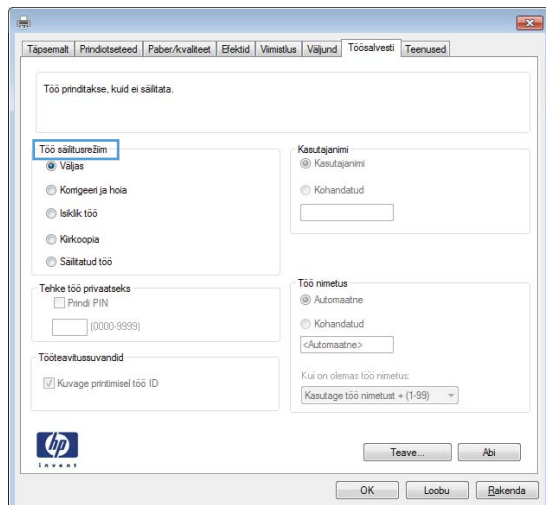 Täpsemalt Prindiotseteed Paber/kvaliteet Efektid Viimistlus Väljund Töösalvesti Teenused
Töö prinditakse, kuid ei säilitata.
Töö säilitusrežiim
Väljas
Korrigeeri ja hoia
Isiklik töö
Kiirkoopia
Säilitatud töö
Tehke töö privaatseks
Prindi PIN
(0000-9999)
Tööteavitussuvandid
Kuvage printimisel töö ID
Kasutajanimi
Kasutajanimi
Kohandatud
Töö nimetus
Automaatne
Kohandatud
<Automaatne>
Kui on olemas töö nimetus:
Kasutage töö nimetust + (1-99)
hp
invent
Teave... Abi
OK Loobu Rakenda